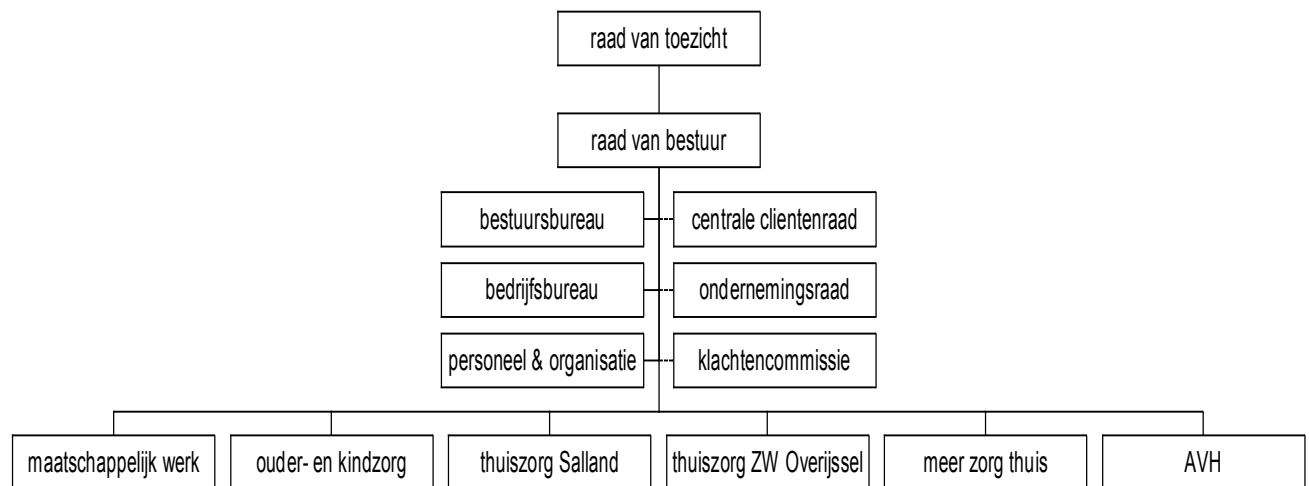 raad van toezicht
raad van bestuur
bestuursbureau
centrale clientenraad
bedrijfsbureau
ondernemingsraad
personeel & organisatie
klachtencommissie
maatschappelijk werk
ouder- en kindzorg
thuiszorg Salland
thuiszorg ZW Overijssel
meer zorg thuis
AVH